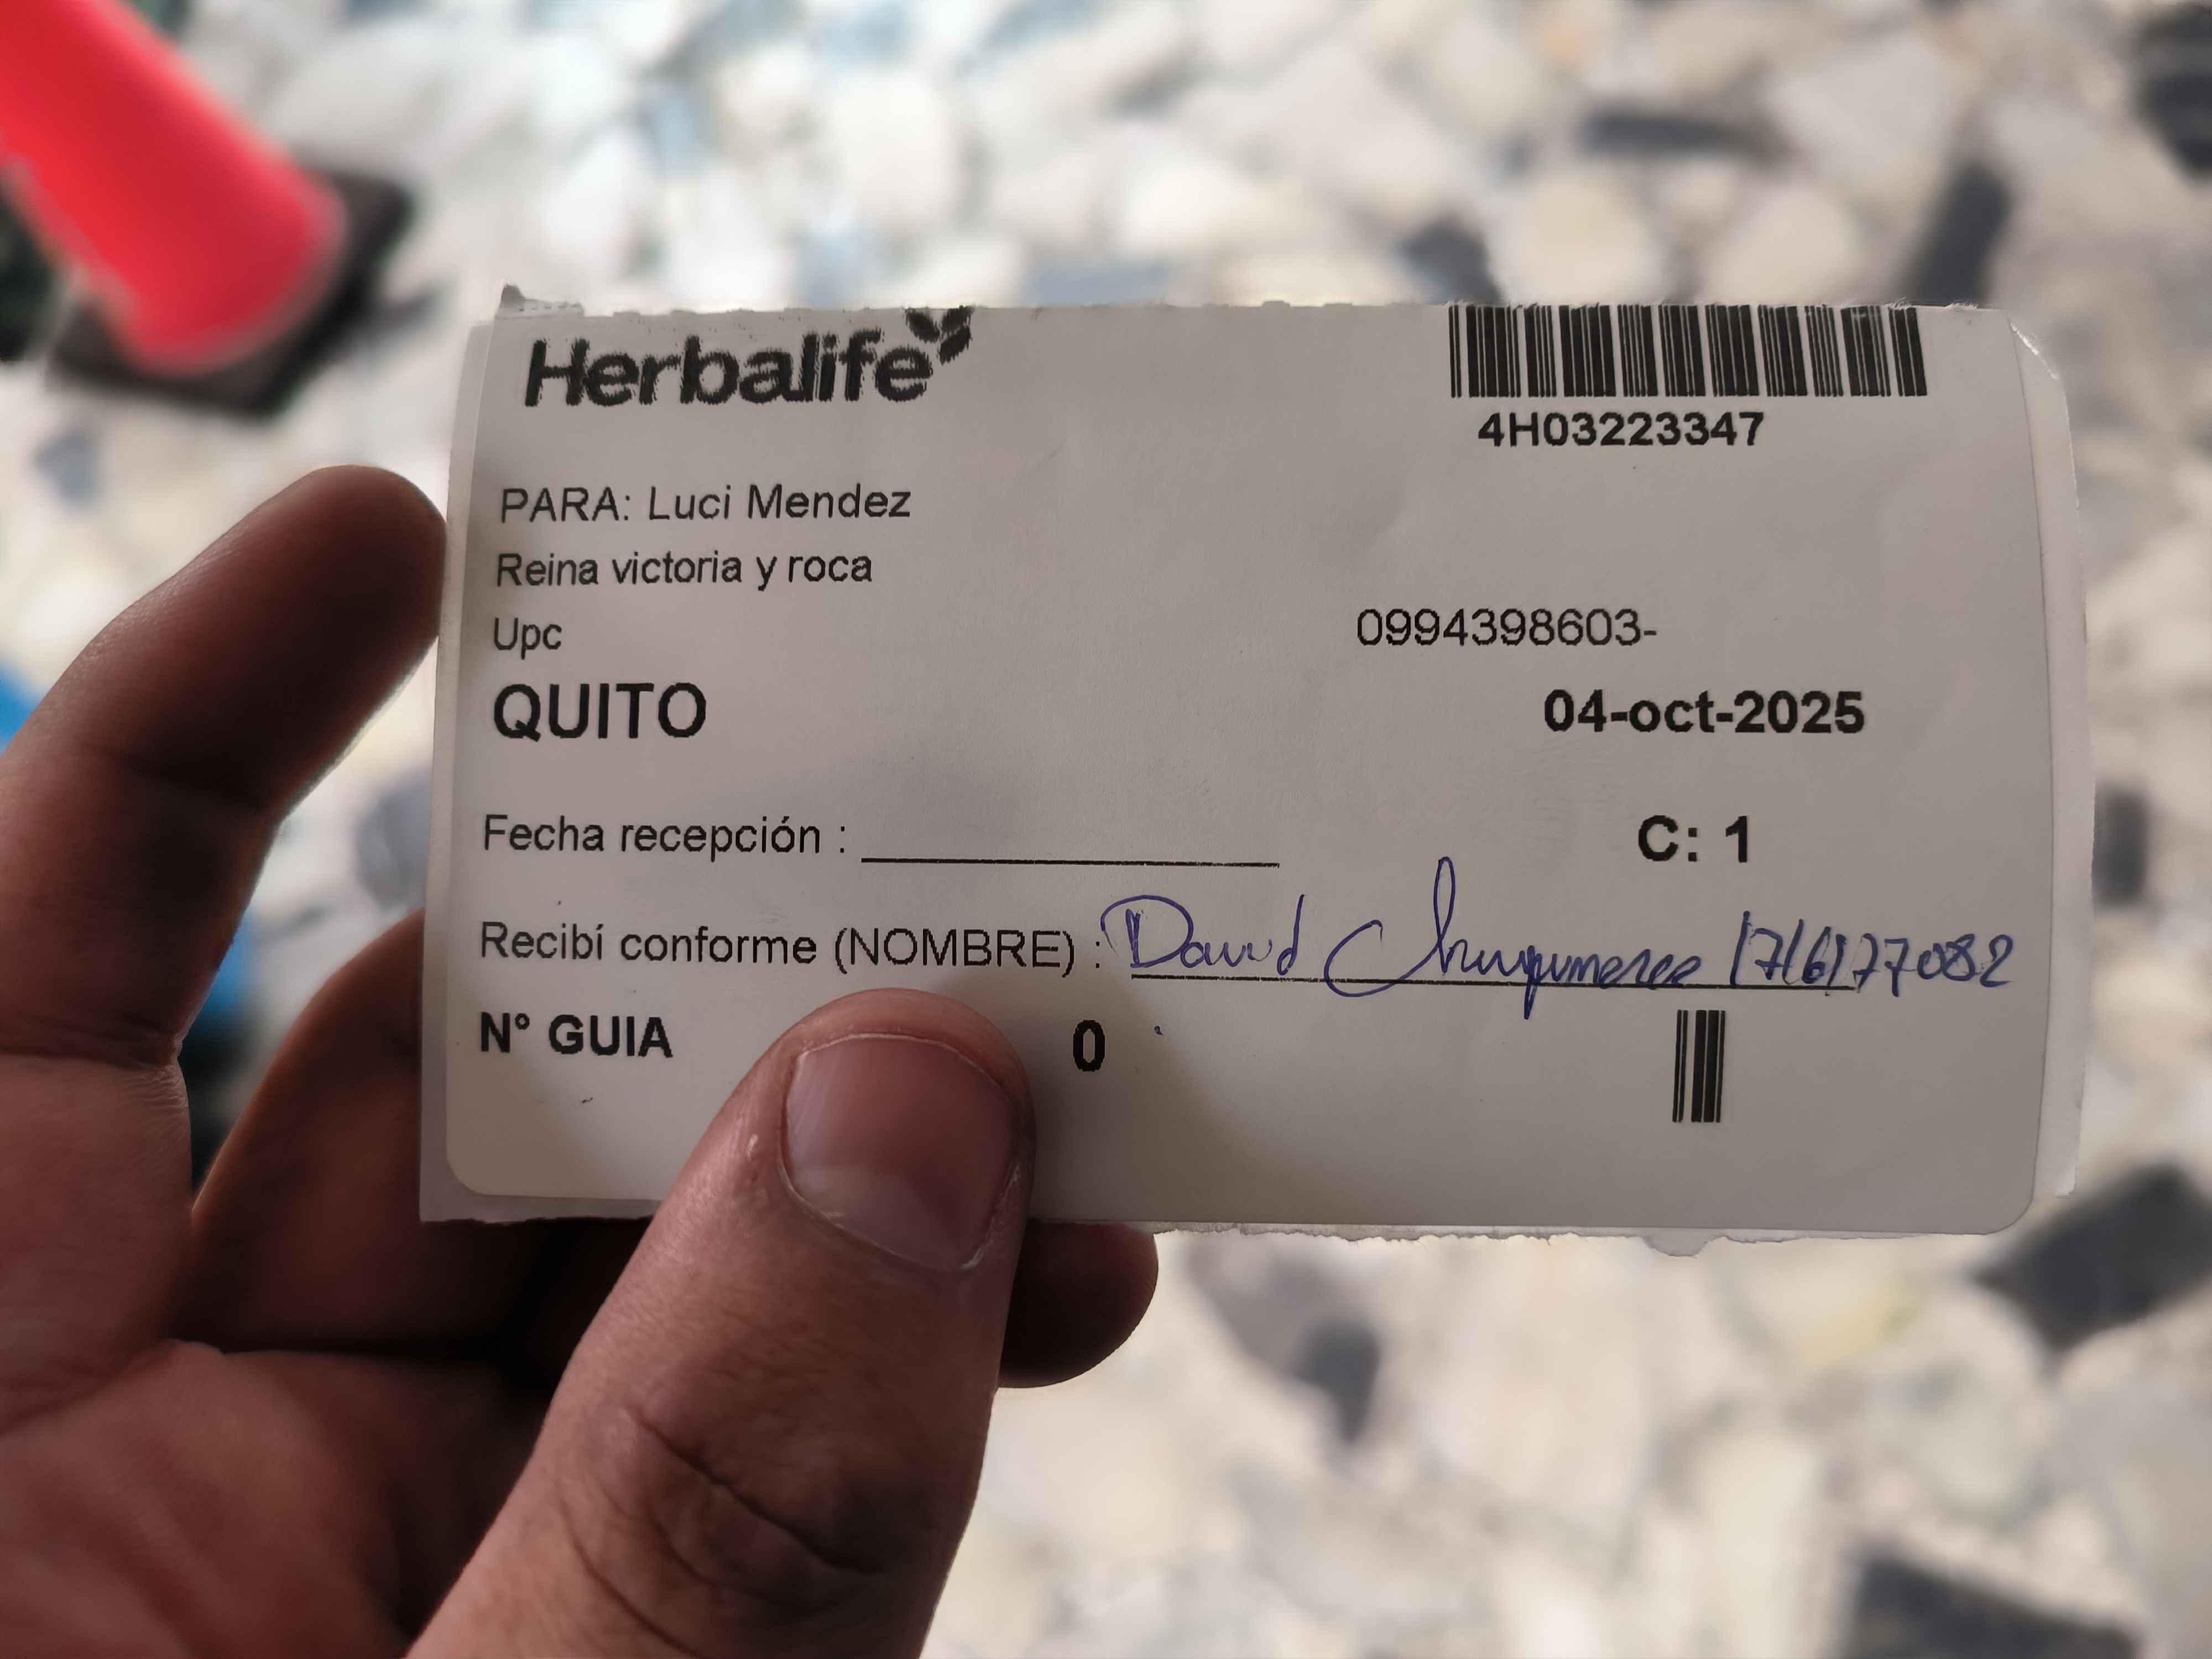 Herbalife
4H03223347
PARA: Luci Mendez
Reina victoria y roca
Upc
0994398603-
QUITO
04-oct-2025
Fecha recepción :
C: 1
Recibí conforme (NOMBRE) : David
N° GUIA 0